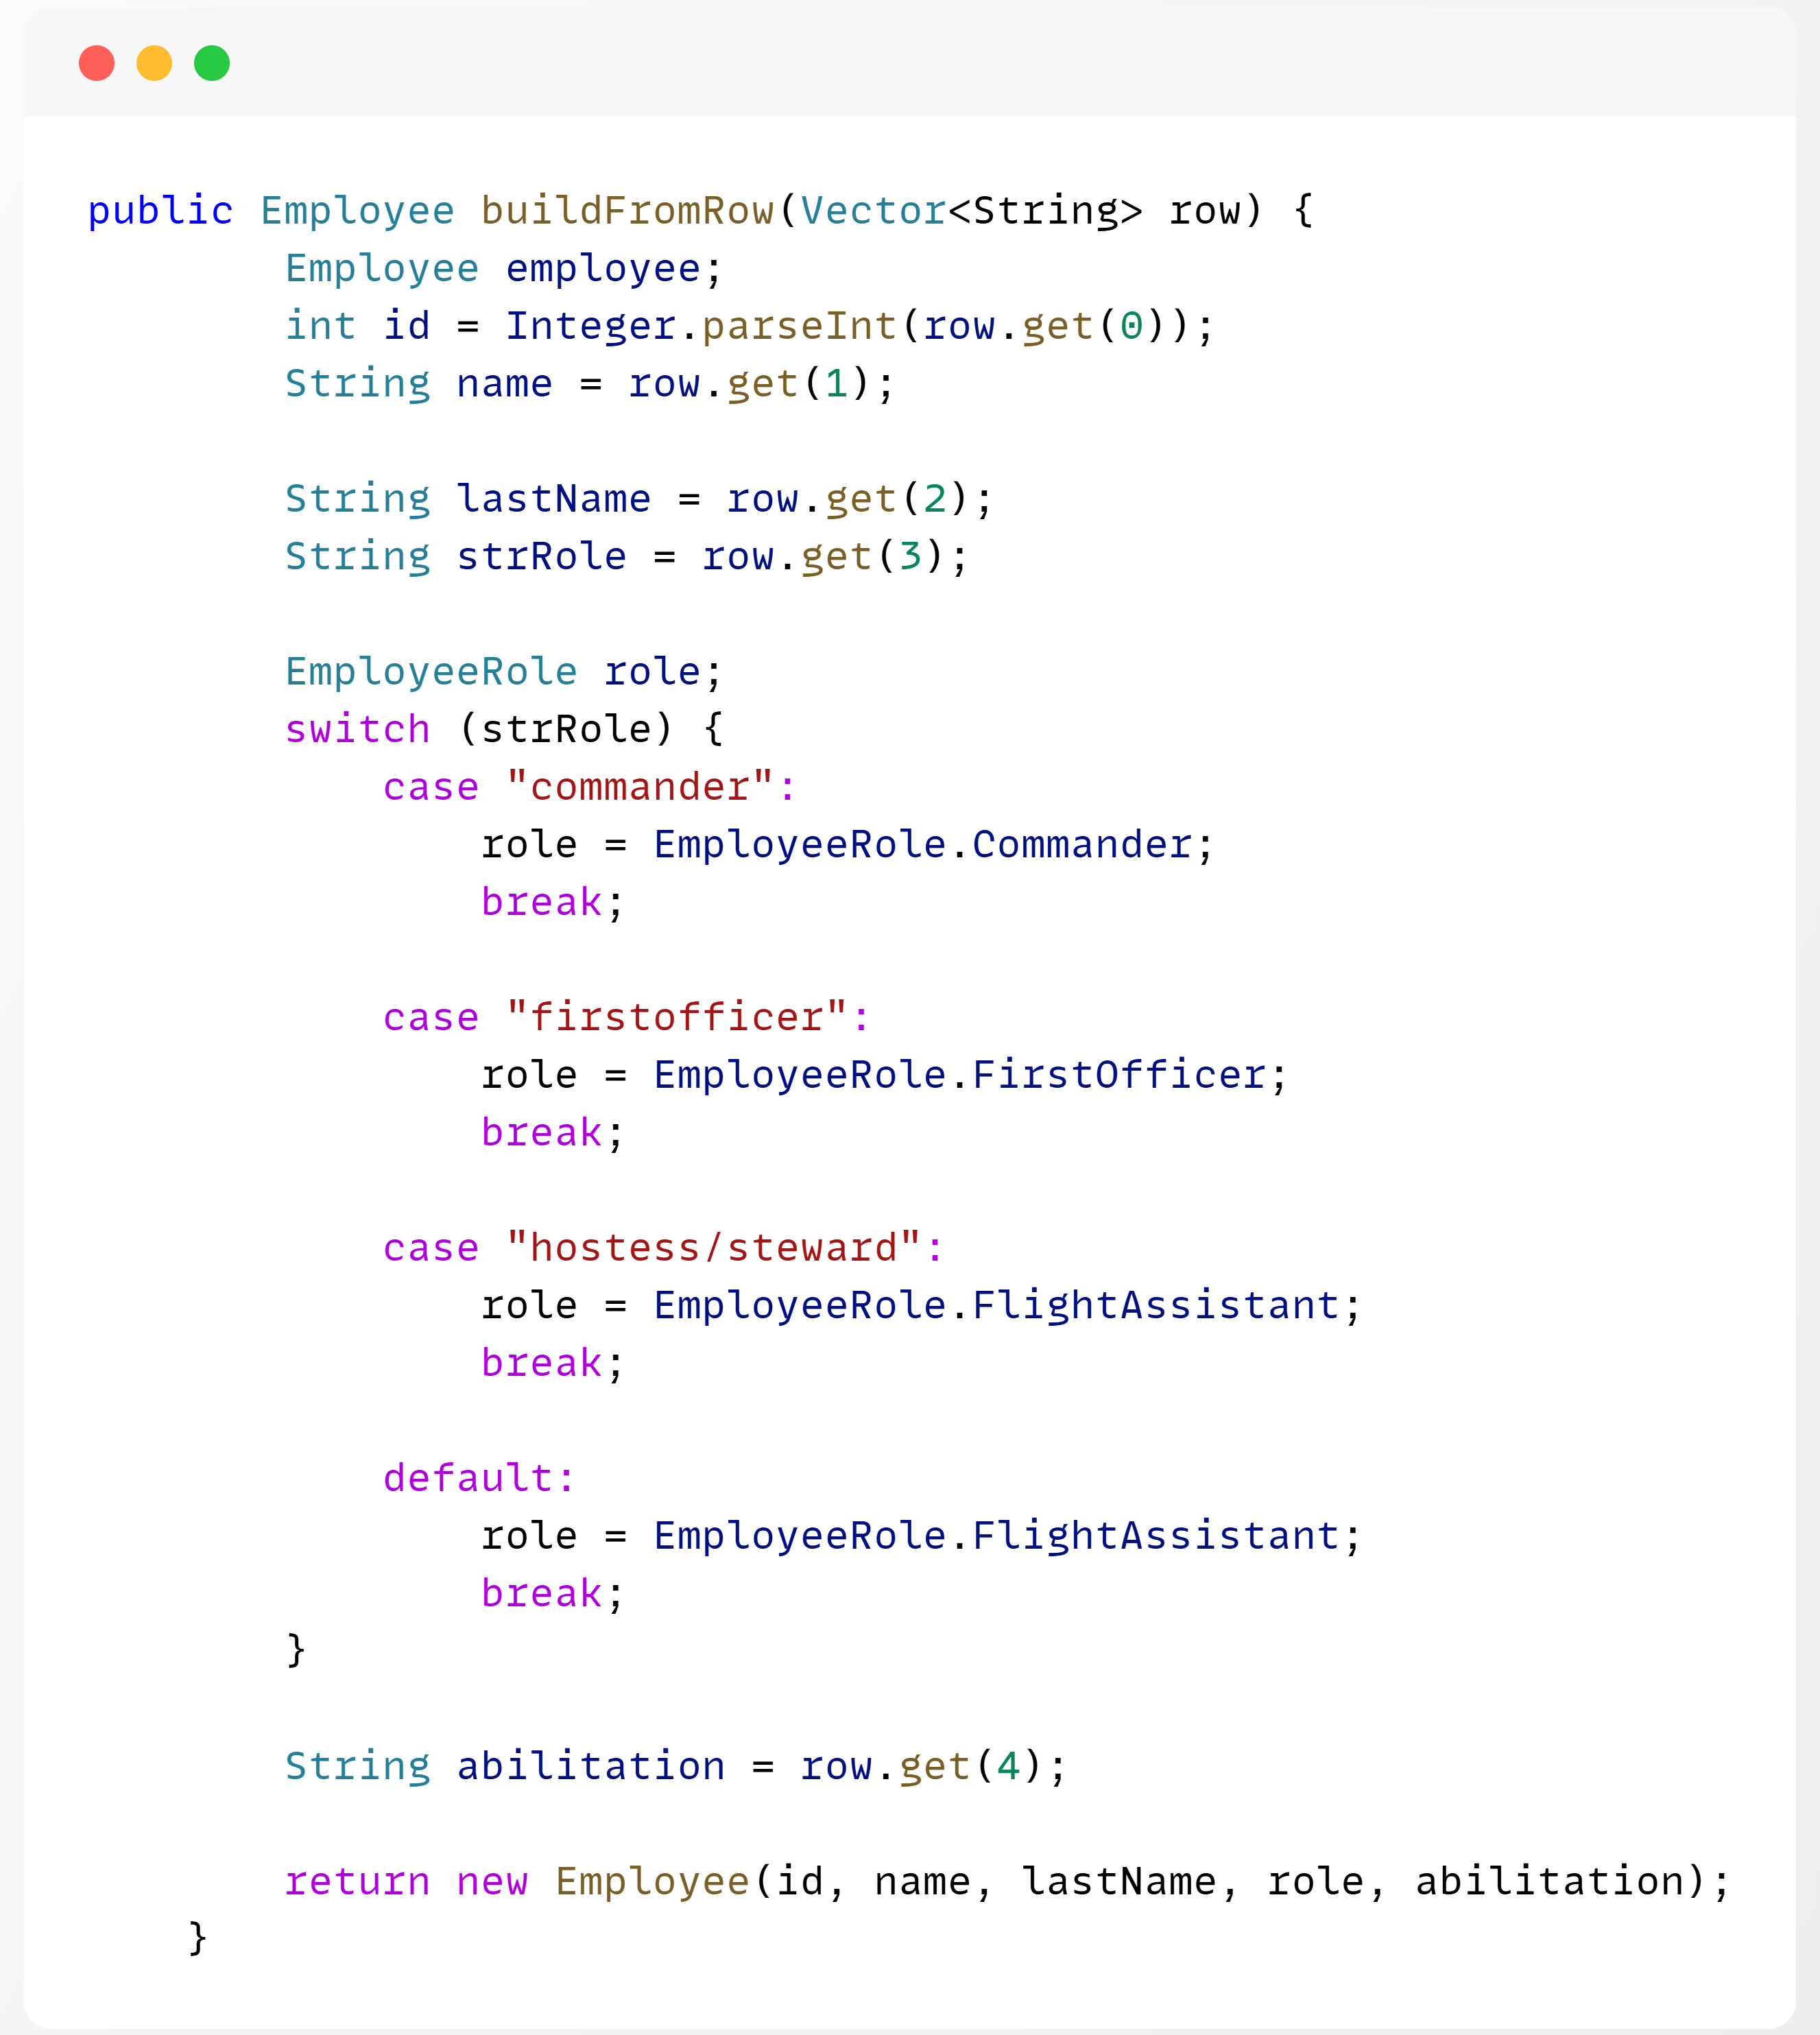 public Employee buildFromRow(Vector<String> row) {
        Employee employee;
        int id = Integer.parseInt(row.get(0));
        String name = row.get(1);

        String lastName = row.get(2);
        String strRole = row.get(3);

        EmployeeRole role;
        switch (strRole) {
            case "commander":
                role = EmployeeRole.Commander;
                break;

            case "firstofficer":
                role = EmployeeRole.FirstOfficer;
                break;

            case "hostess/steward":
                role = EmployeeRole.FlightAssistant;
                break;

            default:
                role = EmployeeRole.FlightAssistant;
                break;
        }

        String abilitation = row.get(4);

        return new Employee(id, name, lastName, role, abilitation);
    }